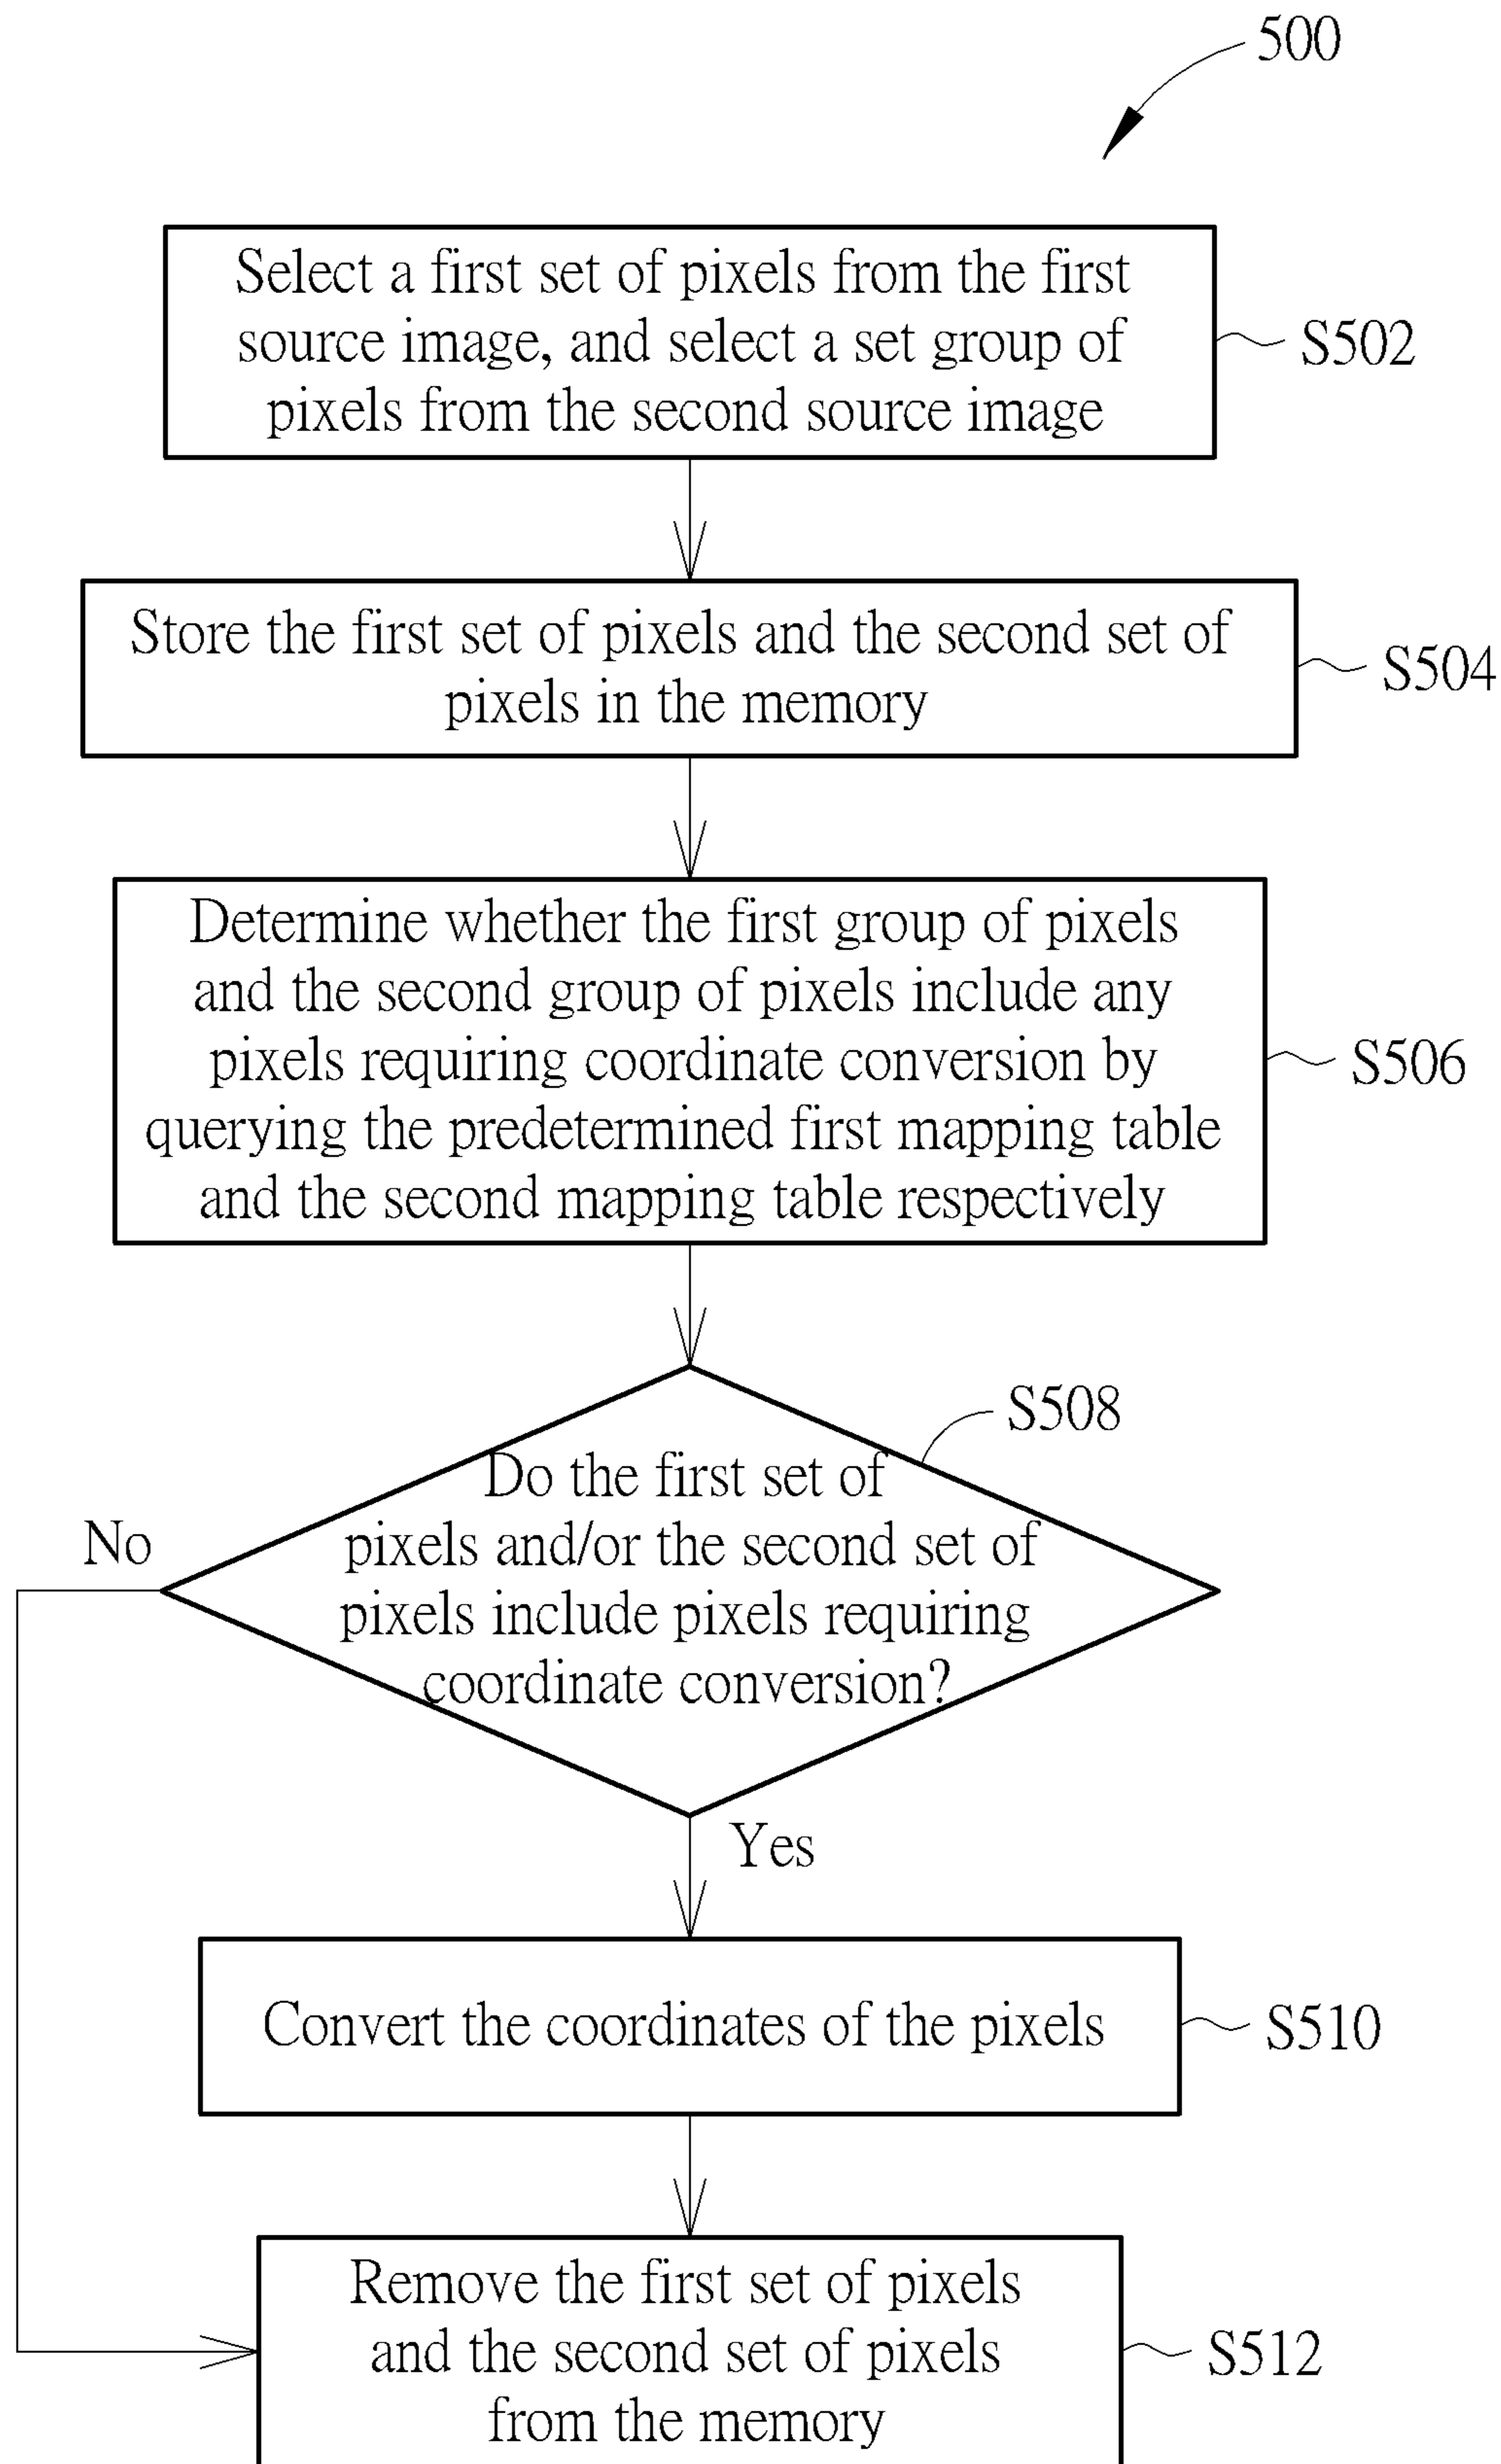 500
Select a first set of pixels from the first
source image, and select a set group of
pixels from the second source image
S502
Store the first set of pixels and the second set of
pixels in the memory
S504
Determine whether the first group of pixels
and the second group of pixels include any
pixels requiring coordinate conversion by
querying the predetermined first mapping table
and the second mapping table respectively
S506
S508
Do the first set of
pixels and/or the second set of
pixels include pixels requiring
coordinate conversion?
No
Yes
Convert the coordinates of the pixels
S510
Remove the first set of pixels
and the second set of pixels
from the memory
S512